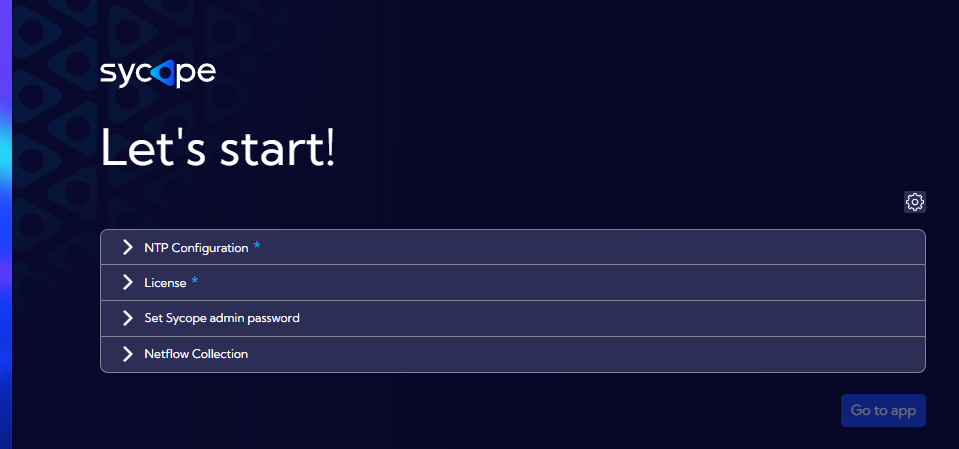 sycope
Let's start!
NTP Configuration *
License *
Set Sycope admin password
Netflow Collection
Go to app